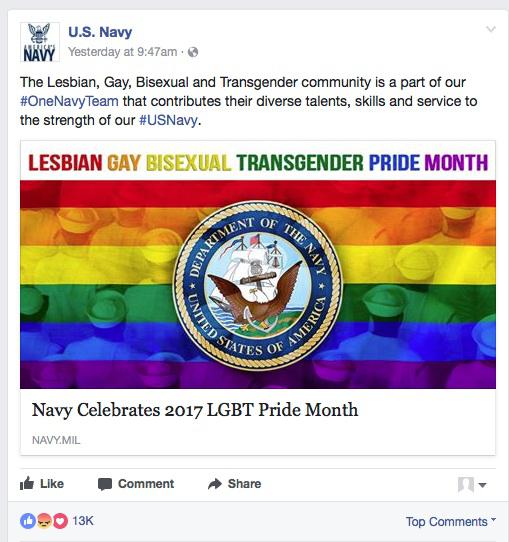 AMERICA'S
NAVY
U.S. Navy
Yesterday at 9:47am ·
The Lesbian, Gay, Bisexual and Transgender community is a part of our
#OneNavyTeam that contributes their diverse talents, skills and service to
the strength of our #USNavy.
LESBIAN GAY BISEXUAL TRANSGENDER PRIDE MONTH
DEPARTMENT OF THE NAVY
UNITED STATES OF AMERICA
Navy Celebrates 2017 LGBT Pride Month
NAVY.MIL
Like Comment Share
13K Top Comments